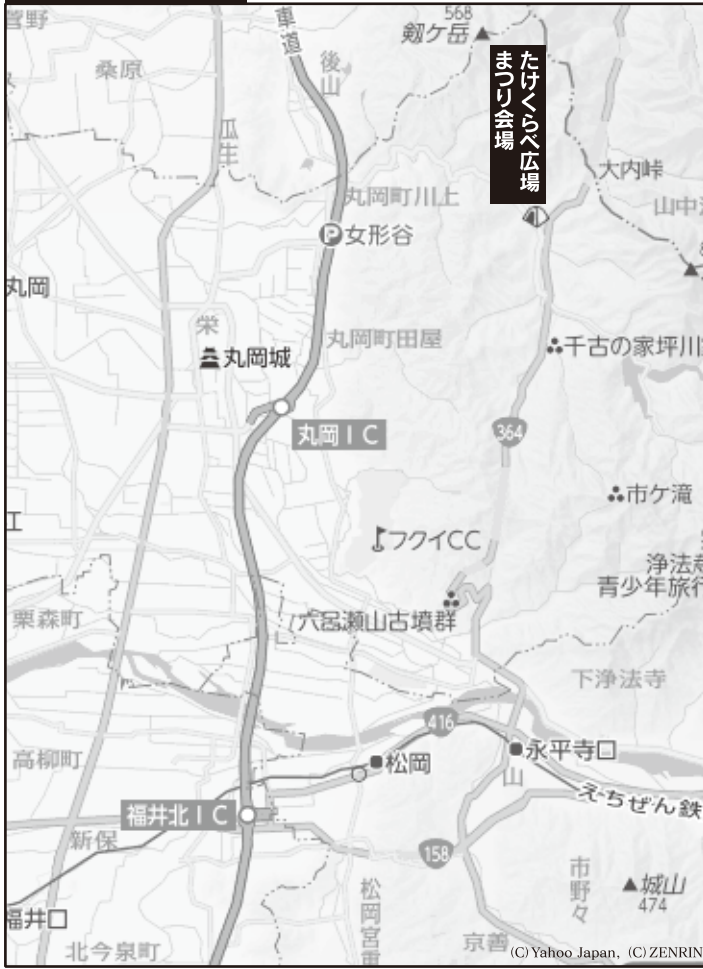 菅野
車道
568
剱ケ岳
桑原
後山
たけくらべ広場
まつり会場
瓜生
大内峠
丸岡町川上
山中
女形谷
丸岡
栄
丸岡町田屋
丸岡城
千古の家坪川
丸岡IC
364
市ケ滝
江
フクイCC
浄法
青少年旅行
栗森町
六呂瀬山古墳群
下浄法寺
416
永平寺口
高柳町
松岡
山
えちぜん鉄
福井北IC
新保
158
市野々
城山
474
松岡宮重
福井口
京善
北今泉町
(C)Yahoo Japan, (C)ZENRIN